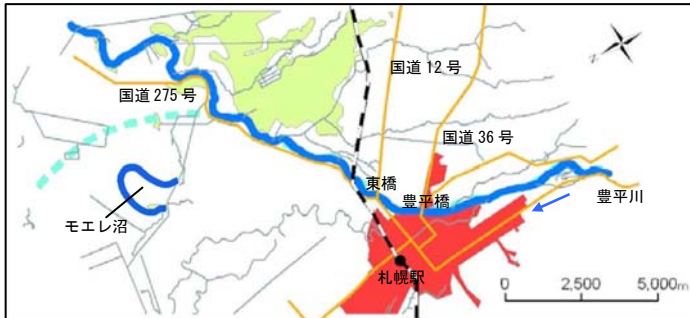 国道 12 号
国道 275 号
国道 36 号
東橋
豊平橋
豊平川
モエレ沼
札幌駅
0 2,500 5,000m
N